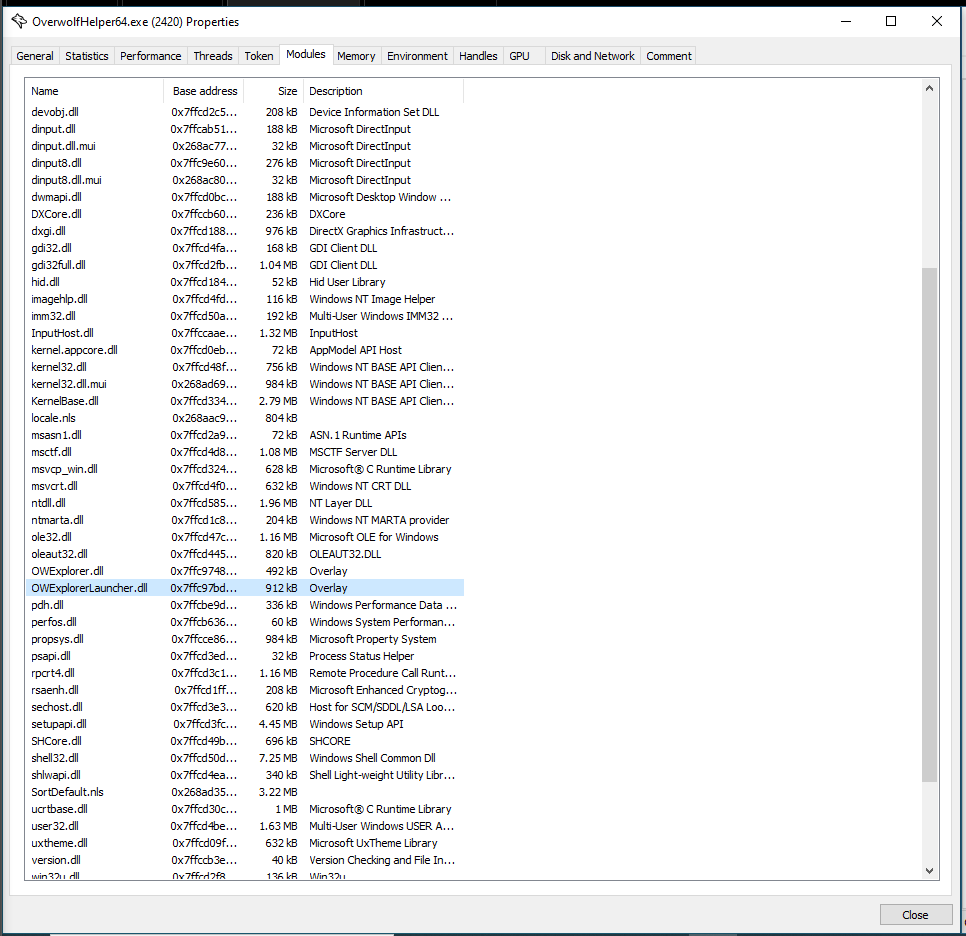 OverwolfHelper64.exe (2420) Properties
General Statistics Performance Threads Token Modules Memory Environment Handles GPU Disk and Network Comment
Name Base address Size Description
devobj.dll 0x7ffcd2c5... 208 kB Device Information Set DLL
dinput.dll 0x7ffcab51... 188 kB Microsoft DirectInput
dinput.dll.mui 0x268ac77... 32 kB Microsoft DirectInput
dinput8.dll 0x7ffc9e60... 276 kB Microsoft DirectInput
dinput8.dll.mui 0x268ac80... 32 kB Microsoft DirectInput
dwmapi.dll 0x7ffcd0bc... 188 kB Microsoft Desktop Window ...
DXCore.dll 0x7ffccb60... 236 kB DXCore
dxgi.dll 0x7ffcd188... 976 kB DirectX Graphics Infrastruct...
gdi32.dll 0x7ffcd4fa... 168 kB GDI Client DLL
gdi32full.dll 0x7ffcd2fb... 1.04 MB GDI Client DLL
hid.dll 0x7ffcd184... 52 kB Hid User Library
imagehlp.dll 0x7ffcd4fd... 116 kB Windows NT Image Helper
imm32.dll 0x7ffcd50a... 192 kB Multi-User Windows IMM32 ...
InputHost.dll 0x7ffccaae... 1.32 MB InputHost
kernel.appcore.dll 0x7ffcd0eb... 72 kB AppModel API Host
kernel32.dll 0x7ffcd48f... 756 kB Windows NT BASE API Clien...
kernel32.dll.mui 0x268ad69... 984 kB Windows NT BASE API Clien...
KernelBase.dll 0x7ffcd334... 2.79 MB Windows NT BASE API Clien...
locale.nls 0x268aac9... 804 kB
msasn1.dll 0x7ffcd2a9... 72 kB ASN.1 Runtime APIs
msctf.dll 0x7ffcd4d8... 1.08 MB MSCTF Server DLL
msvcp_win.dll 0x7ffcd324... 628 kB Microsoft® C Runtime Library
msvcrt.dll 0x7ffcd4f0... 632 kB Windows NT CRT DLL
ntdll.dll 0x7ffcd585... 1.96 MB NT Layer DLL
ntmarta.dll 0x7ffcd1c8... 204 kB Windows NT MARTA provider
ole32.dll 0x7ffcd47c... 1.16 MB Microsoft OLE for Windows
oleaut32.dll 0x7ffcd445... 820 kB OLEAUT32.DLL
OWExplorer.dll 0x7ffc9748... 492 kB Overlay
OWExplorerLauncher.dll 0x7ffc97bd... 912 kB Overlay
pdh.dll 0x7ffcbe9d... 336 kB Windows Performance Data ...
perfos.dll 0x7ffcb636... 60 kB Windows System Performan...
propsys.dll 0x7ffcce86... 984 kB Microsoft Property System
psapi.dll 0x7ffcd3ed... 32 kB Process Status Helper
rpcrt4.dll 0x7ffcd3c1... 1.16 MB Remote Procedure Call Runt...
rsaenh.dll 0x7ffcd1ff... 208 kB Microsoft Enhanced Cryptog...
sechost.dll 0x7ffcd3e3... 620 kB Host for SCM/SDDL/LSA Loo...
setupapi.dll 0x7ffcd3fc... 4.45 MB Windows Setup API
SHCore.dll 0x7ffcd49b... 696 kB SHCORE
shell32.dll 0x7ffcd50d... 7.25 MB Windows Shell Common Dll
shlwapi.dll 0x7ffcd4ea... 340 kB Shell Light-weight Utility Libr...
SortDefault.nls 0x268ad35... 3.22 MB
ucrtbase.dll 0x7ffcd30c... 1 MB Microsoft® C Runtime Library
user32.dll 0x7ffcd4be... 1.63 MB Multi-User Windows USER A...
uxtheme.dll 0x7ffcd09f... 632 kB Microsoft UxTheme Library
version.dll 0x7ffccb3e... 40 kB Version Checking and File In...
win32u.dll 0x7ffcd2f8... 136 kB Win32u
Close